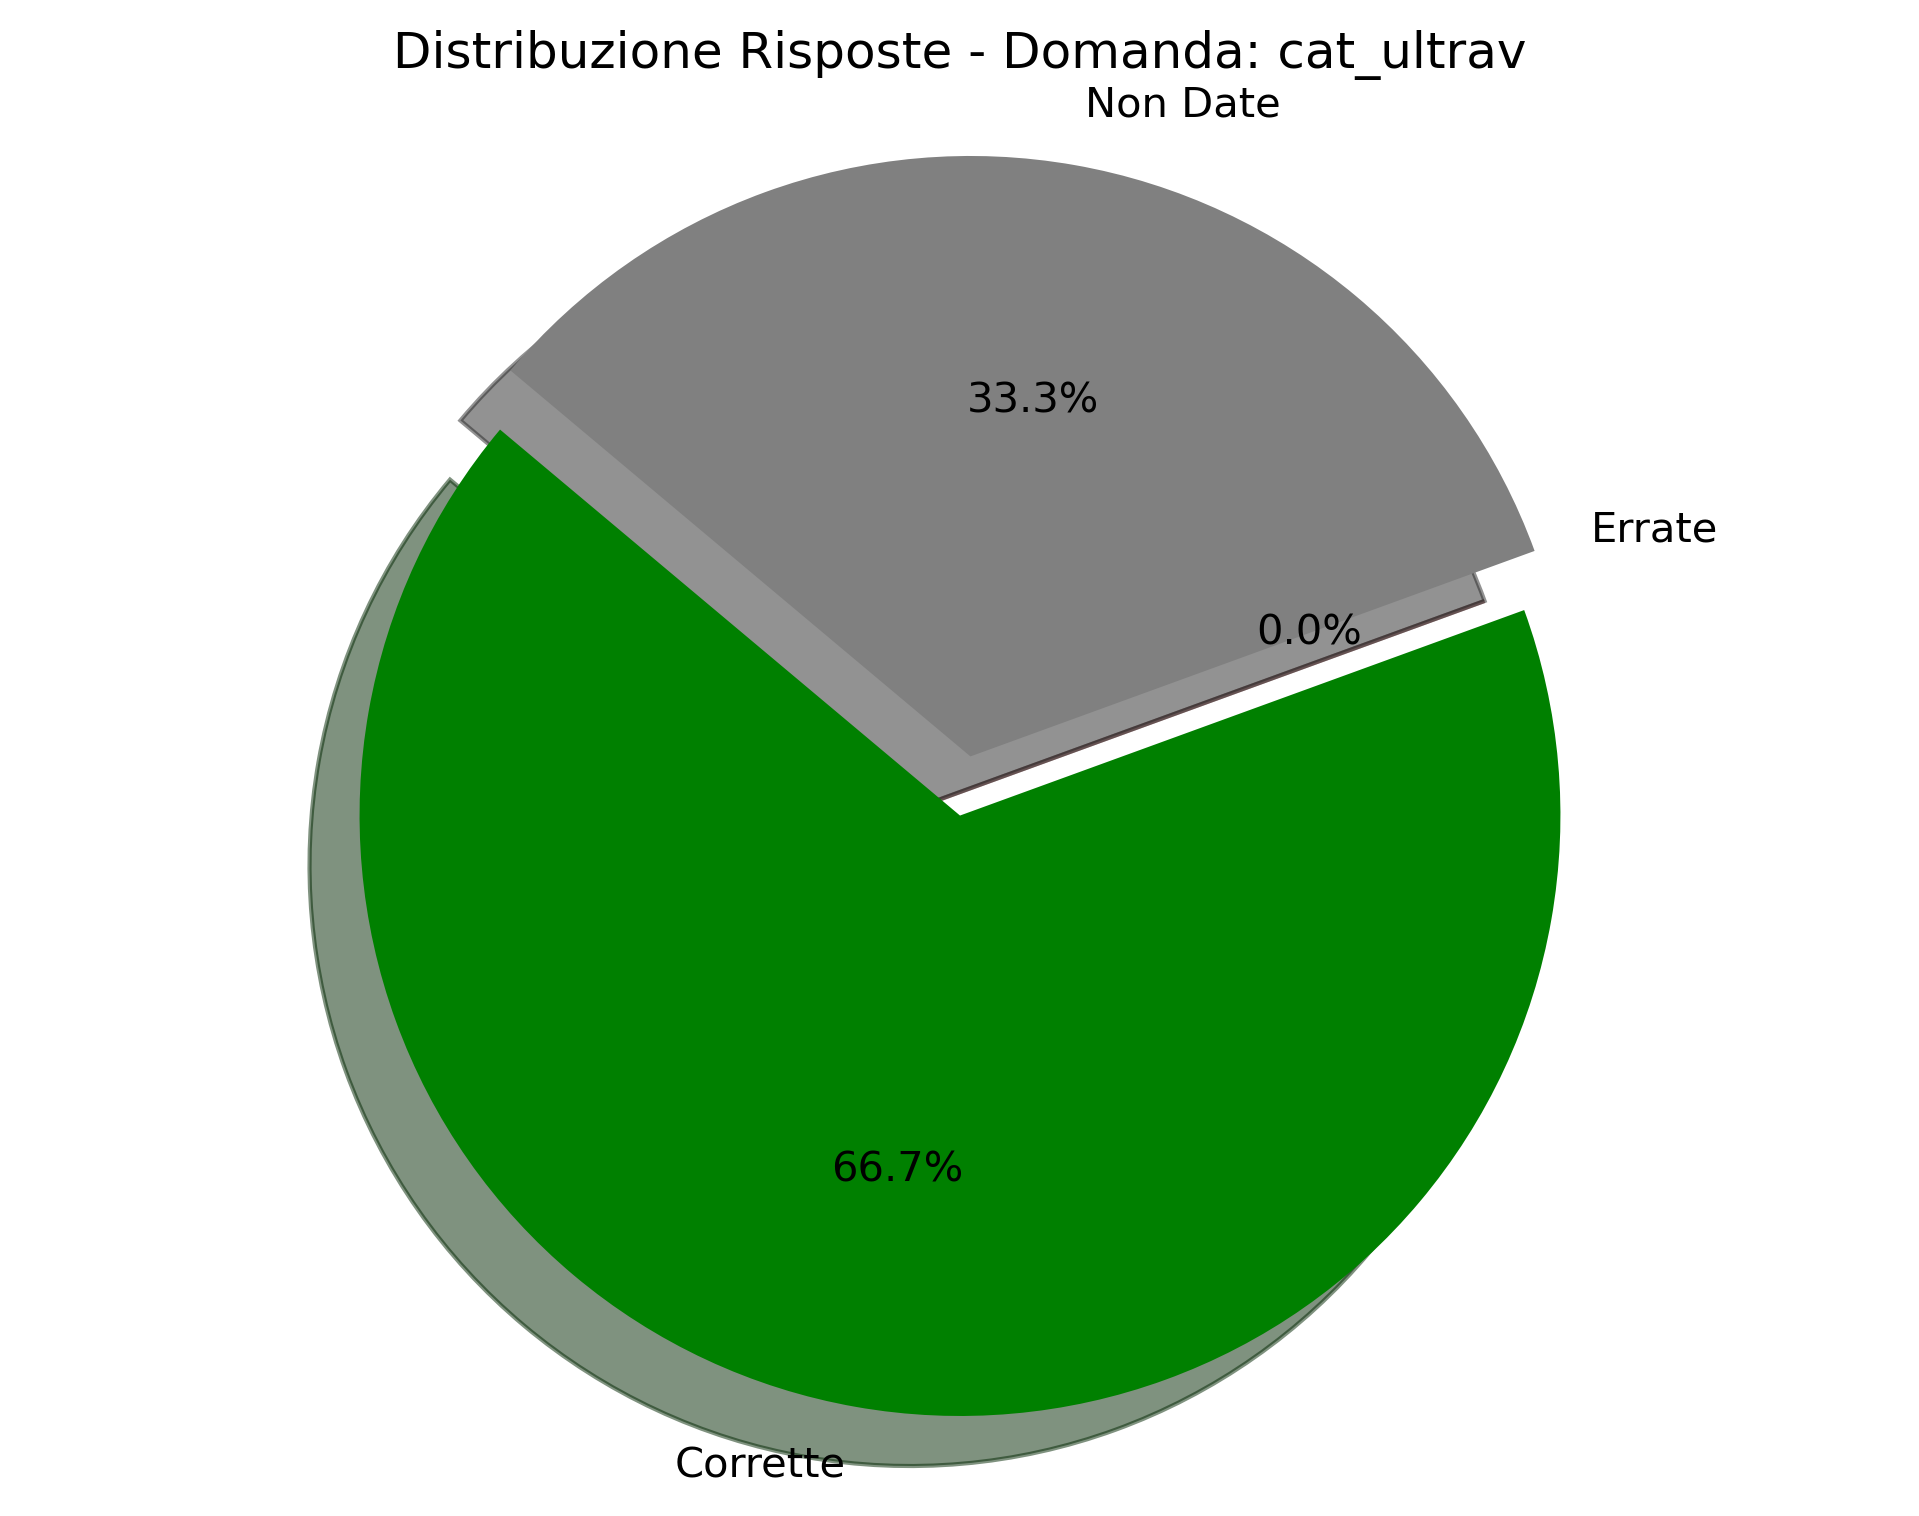 Distribuzione Risposte - Domanda: cat_ultrav
Non Date
33.3%
Errate
0.0%
66.7%
Corrette